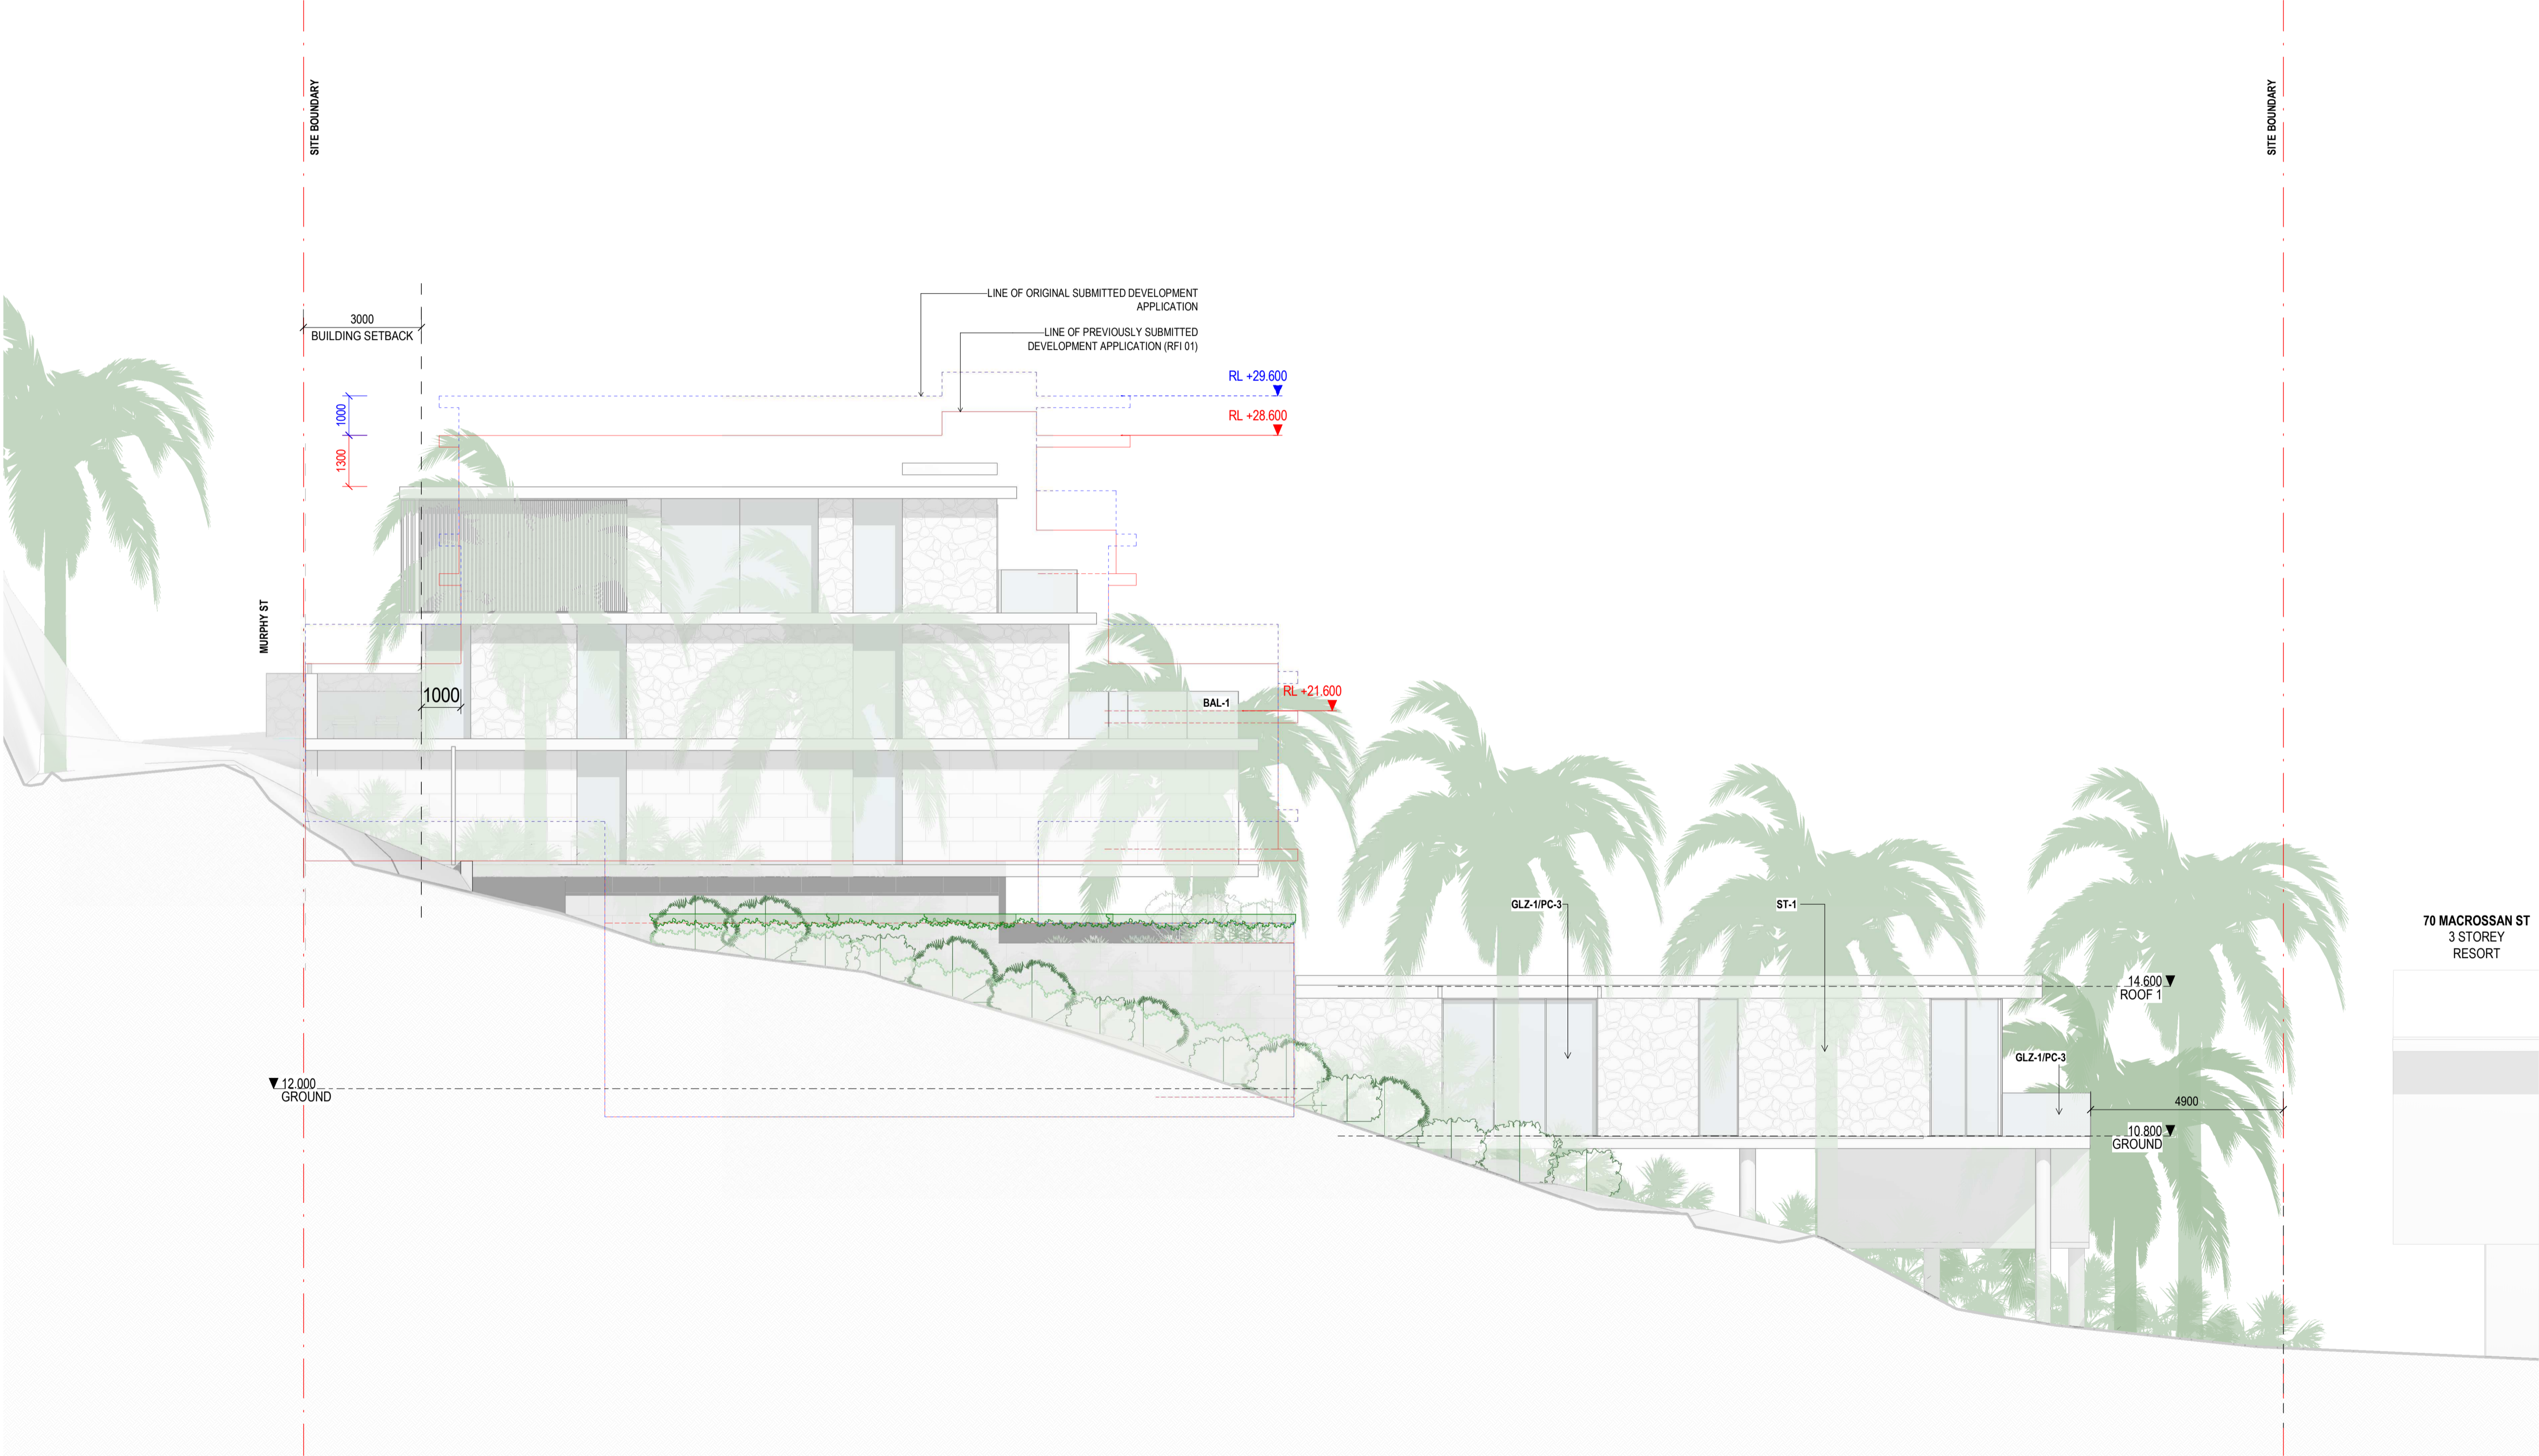 SITE BOUNDARY
SITE BOUNDARY
LINE OF ORIGINAL SUBMITTED DEVELOPMENT
APPLICATION
3000
BUILDING SETBACK
LINE OF PREVIOUSLY SUBMITTED
DEVELOPMENT APPLICATION (RFI 01)
RL +29.600
1000
RL +28.600
1300
MURPHY ST
1000
RL +21.600
BAL-1
GLZ-1/PC-3
ST-1
70 MACROSSAN ST
3 STOREY
RESORT
14.600
ROOF 1
GLZ-1/PC-3
12.000
GROUND
4900
10.800
GROUND